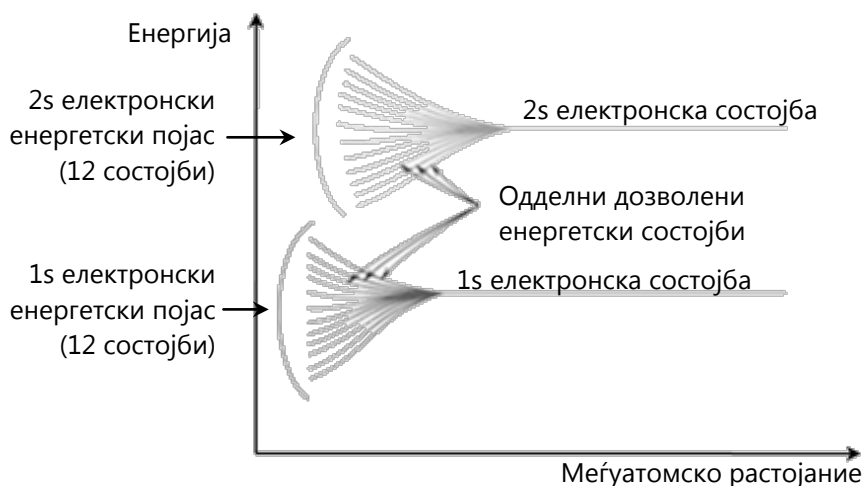 Енергија
2s електронски
енергетски појас
(12 состојби)
2s електронска состојба
Одделни дозволени
енергетски состојби
1s електронски
енергетски појас
(12 состојби)
1s електронска состојба
Меѓуатомско растојание